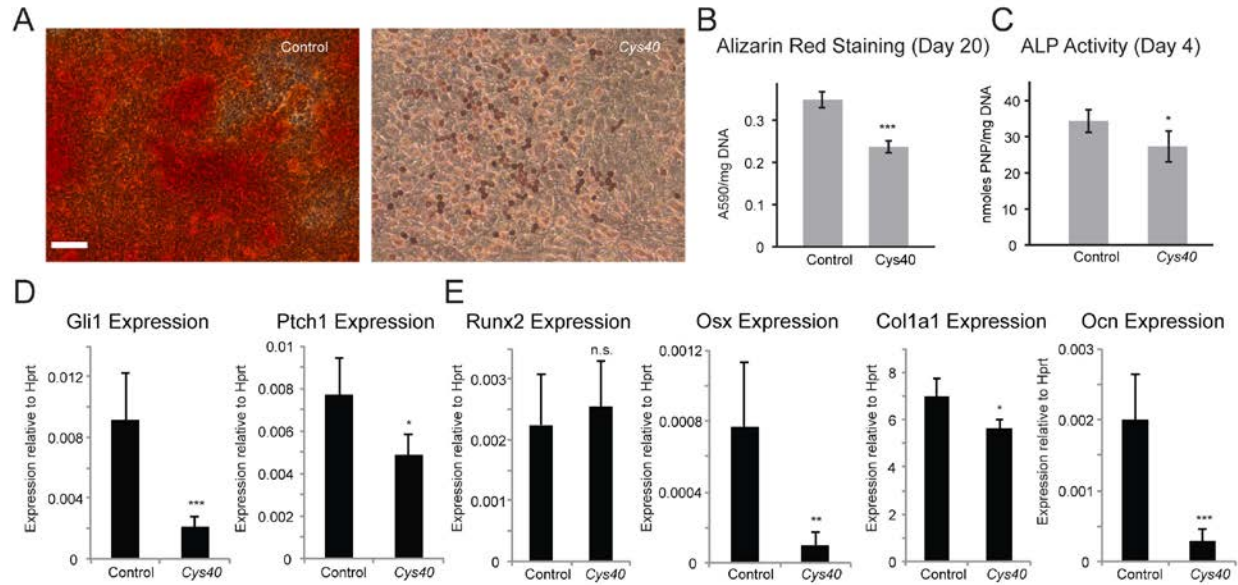 A
Control
Cys40
B
Alizarin Red Staining (Day 20)
A590/mg DNA
0.3
0.2
0.1
0
***
Control
Cys40
C
ALP Activity (Day 4)
nmoles PNP/mg DNA
40
30
20
10
0
*
Control
Cys40
D
Gli1 Expression
Expression relative to Hprt
0.012
0.008
0.004
0
***
Control
Cys40
Ptch1 Expression
Expression relative to Hprt
0.01
0.008
0.006
0.004
0.002
0
*
Control
Cys40
E
Runx2 Expression
Expression relative to Hprt
0.003
0.002
0.001
0
n.s.
Control
Cys40
Osx Expression
Expression relative to Hprt
0.0012
0.0008
0.0004
0
**
Control
Cys40
Col1a1 Expression
Expression relative to Hprt
8
6
4
2
0
*
Control
Cys40
Ocn Expression
Expression relative to Hprt
0.003
0.002
0.001
0
***
Control
Cys40